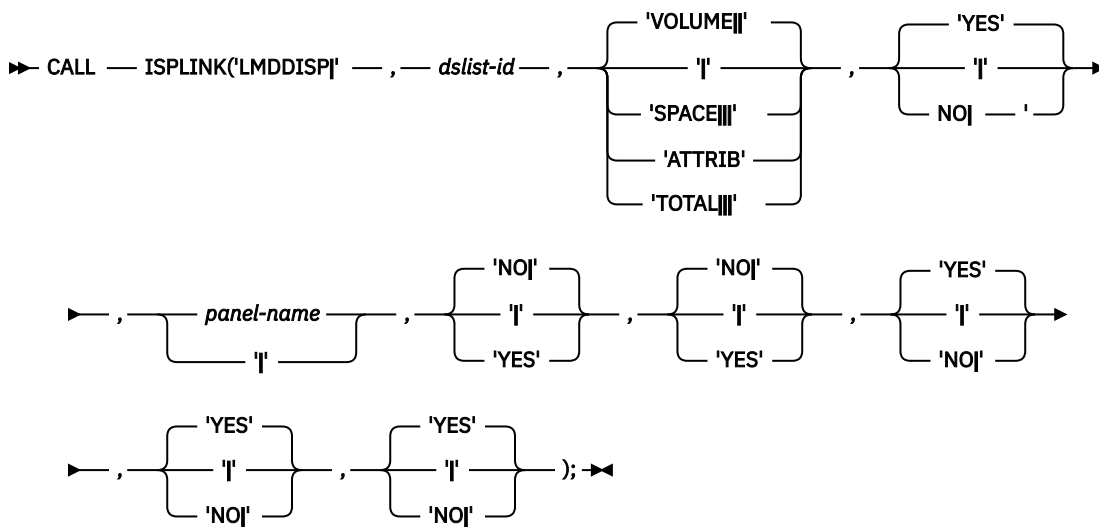 CALL ISPLINK('LMDDISP|' , dslist-id , 'VOLUME||' , 'YES'
'|' '|'
'SPACE|||' NO| '
'ATTRIB'
'TOTAL|||'
, panel-name , 'NO|' , 'NO|' , 'YES'
'|' '|' '|' '|'
'YES' 'YES' 'NO|'
, 'YES' , 'YES' );
'|' '|'
'NO|' 'NO|'